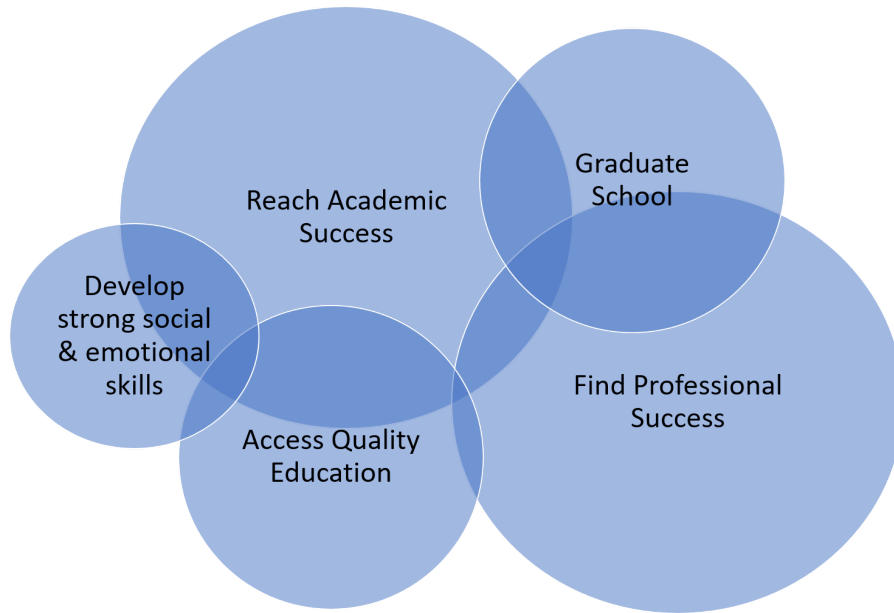 Reach Academic
Success
Graduate
School
Develop
strong social
& emotional
skills
Find Professional
Success
Access Quality
Education